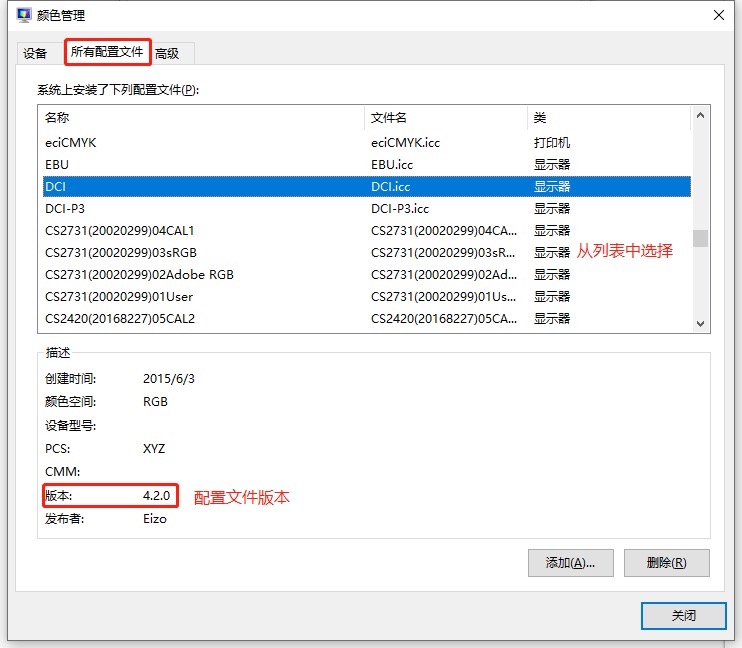 颜色管理
设备 所有配置文件 高级
系统上安装了下列配置文件(P):
名称 文件名 类
eciCMYK eciCMYK.icc 打印机
EBU EBU.icc 显示器
DCI DCI.icc 显示器
DCI-P3 DCI-P3.icc 显示器
CS2731(20020299)04CAL1 CS2731(20020299)04CA... 显示器
CS2731(20020299)03sRGB CS2731(20020299)03sR... 显示器 从列表中选择
CS2731(20020299)02Adobe RGB CS2731(20020299)02Ad... 显示器
CS2731(20020299)01User CS2731(20020299)01Us... 显示器
CS2420(20168227)05CAL2 CS2420(20168227)05CA... 显示器
描述
创建时间: 2015/6/3
颜色空间: RGB
设备型号:
PCS: XYZ
CMM:
版本: 4.2.0 配置文件版本
发布者: Eizo
添加(A)... 删除(R)
关闭